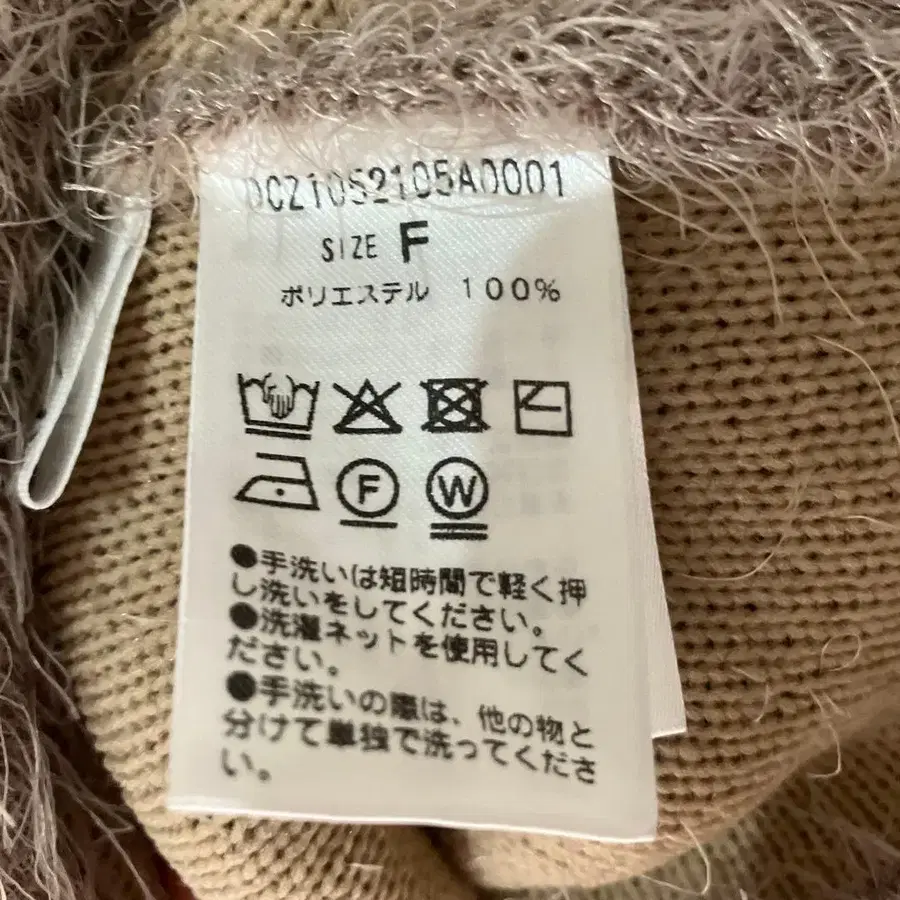 0CZ1052105A0001
SIZE F
ポリエステル 100%
F
W
●手洗いは短時間で軽く押
し洗いをしてください。
●洗濯ネットを使用してく
ださい。
●手洗いの際は、他の物と
分けて単独で洗ってくださ
い。